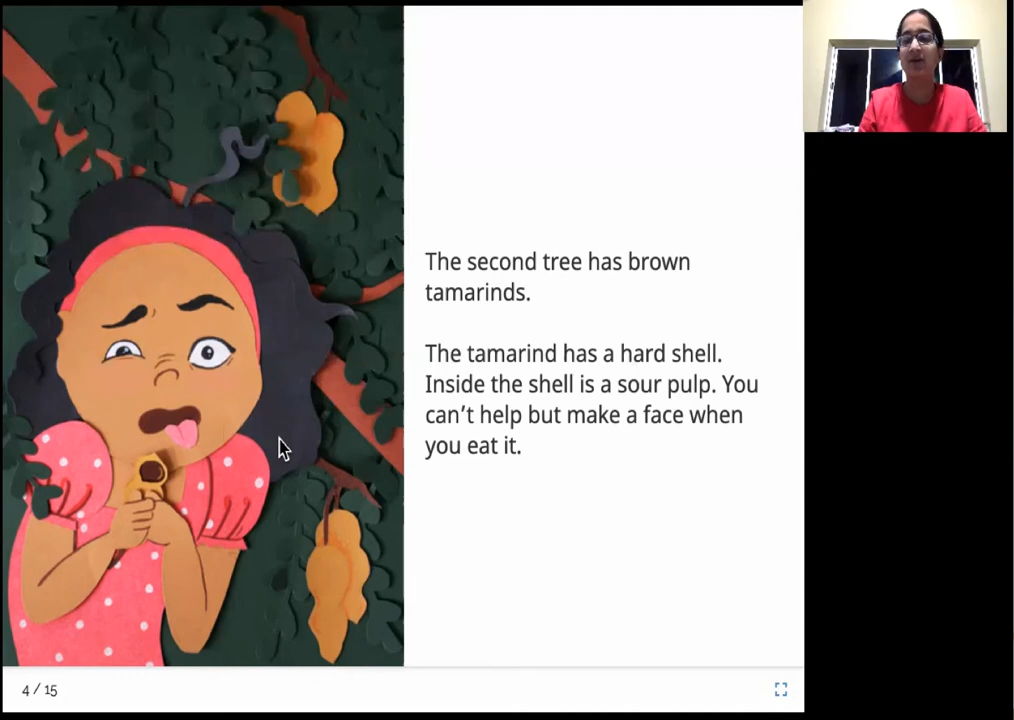 The second tree has brown
tamarinds.
The tamarind has a hard shell.
Inside the shell is a sour pulp. You
can’t help but make a face when
you eat it.
4 / 15